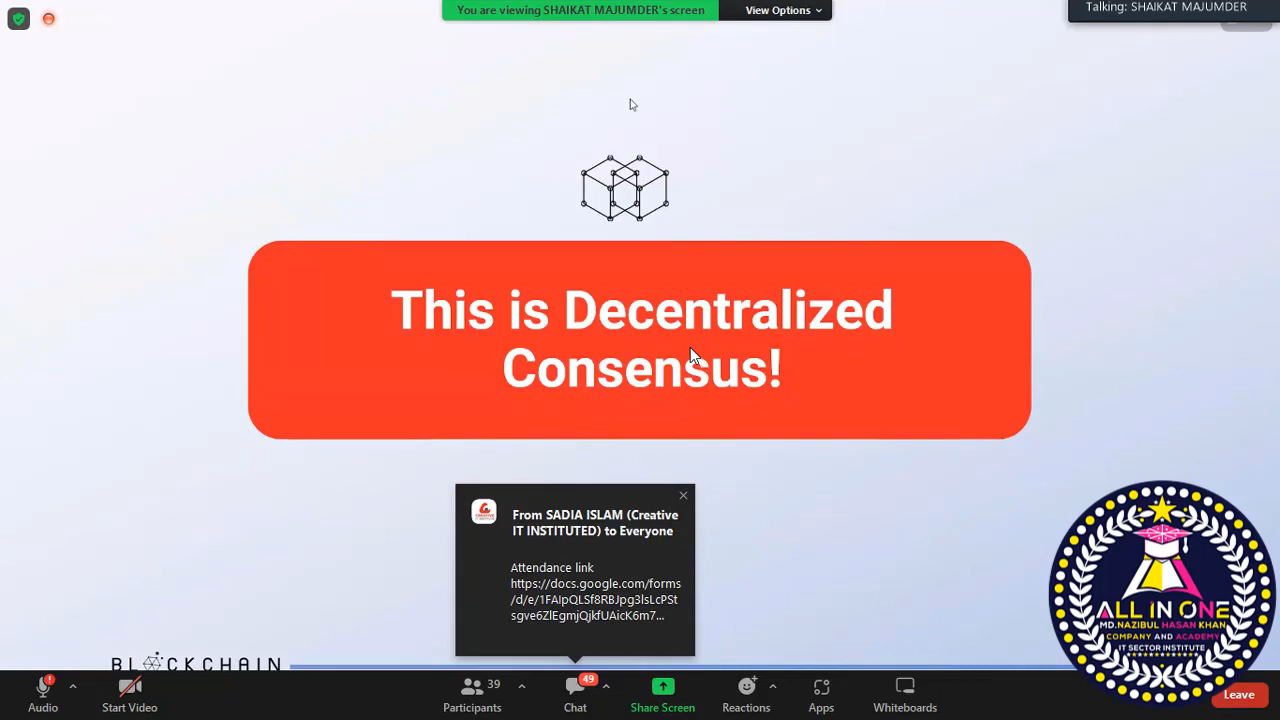 You are viewing SHAIKAT MAJUMDER's screen
View Options
Talking: SHAIKAT MAJUMDER
This is Decentralized
Consensus!
From SADIA ISLAM (Creative
IT INSTITUTED) to Everyone
Attendance link
https://docs.google.com/forms
/d/e/1FAIpQLSf8RBJpg3lsLcPSt
sgve6ZlEgmjQjkfUAicK6m7...
ALL IN ONE
MD.NAZIBUL HASAN KHAN
COMPANY AND ACADEMY
IT SECTOR INSTITUTE
BLOCKCHAIN
Audio
Start Video
39
Participants
49
Chat
Share Screen
Reactions
Apps
Whiteboards
Leave